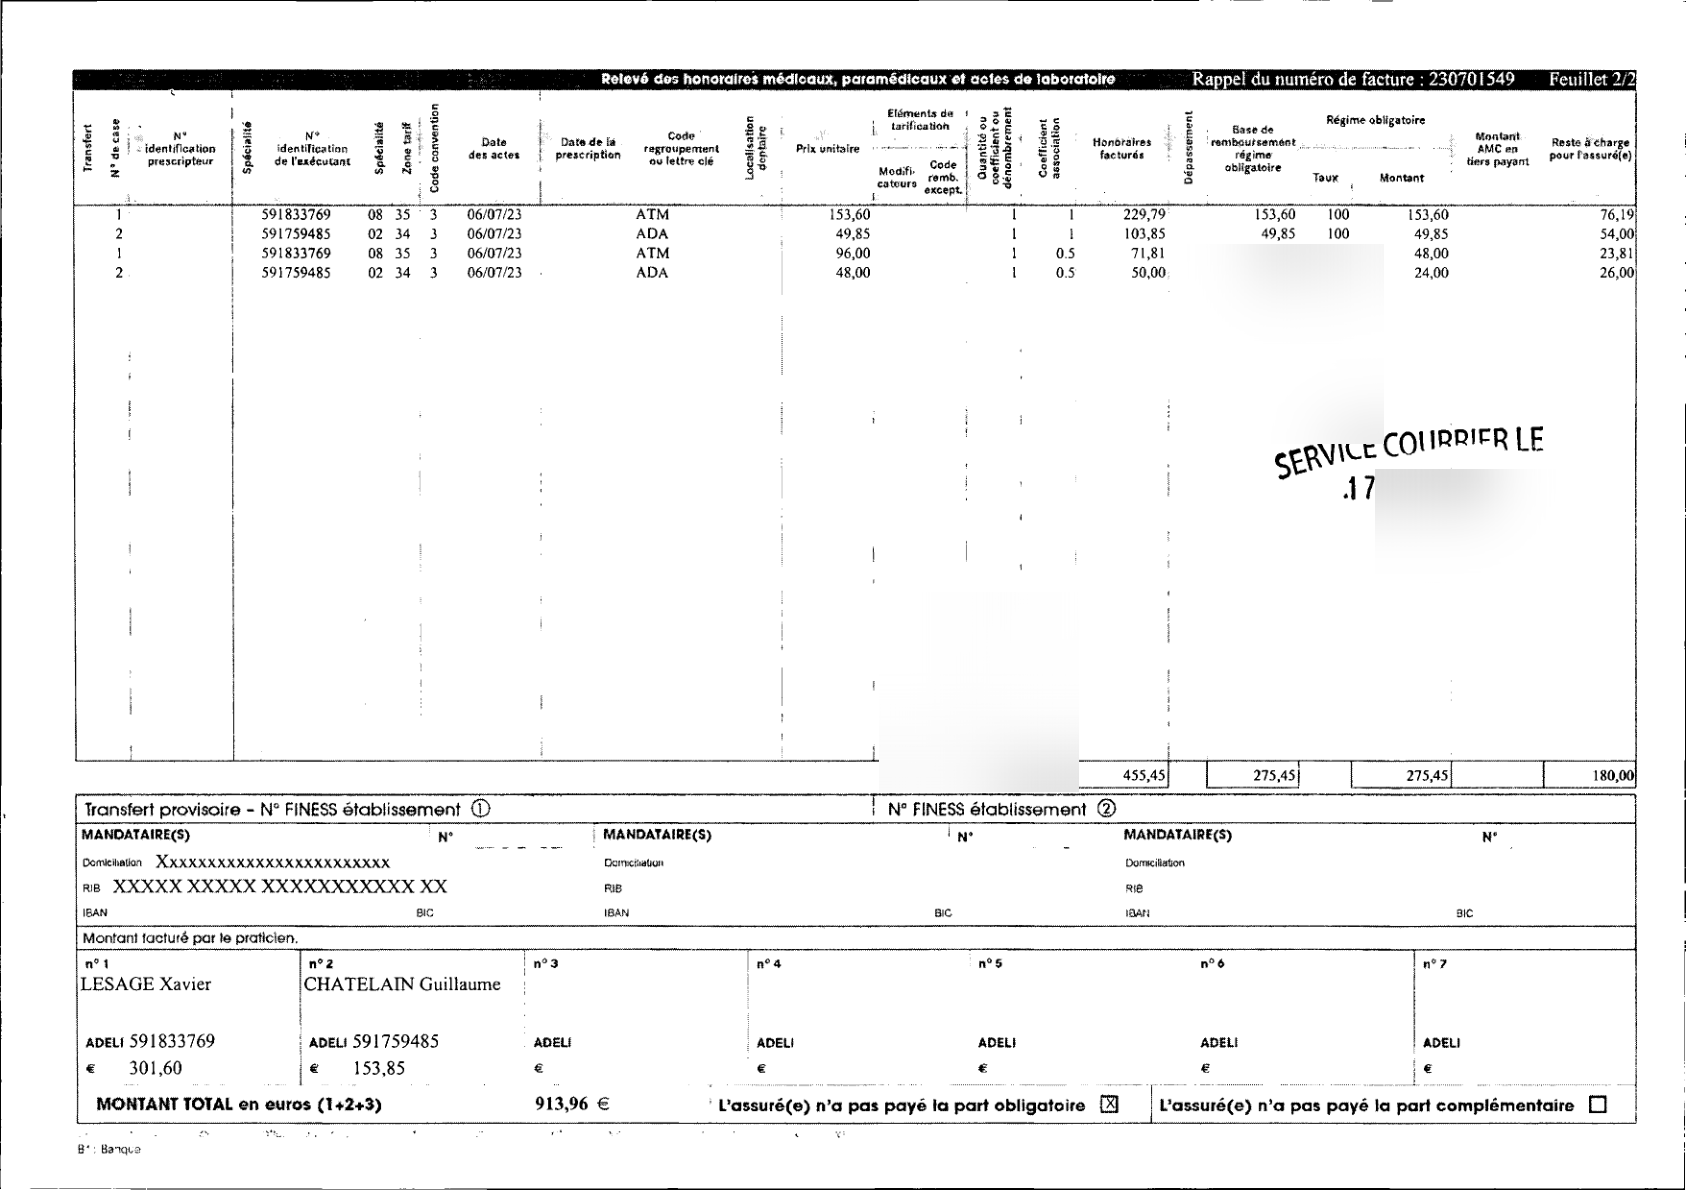 Relevé des honoraires médicaux, paramédicaux et actes de laboratoire Rappel du numéro de facture : 230701549 Feuillet 2/2
Transfert N° de case N° identification prescripteur Spécialité N° identification de l'exécutant Spécialité Zone tarif Code convention Date des actes Date de la prescription Code regroupement ou lettre clé Localisation dentaire Prix unitaire Eléments de tarification Modifi-cateurs Code remb. except. Quantité ou coefficient ou dénombrement Coefficient association Honoraires facturés Dépassement Base de remboursement régime obligatoire Régime obligatoire Taux Montant Montant AMC en tiers payant Reste à charge pour l'assuré(e)
1 591833769 08 35 3 06/07/23 ATM 153,60 1 1 229,79 153,60 100 153,60 76,19
2 591759485 02 34 3 06/07/23 ADA 49,85 1 1 103,85 49,85 100 49,85 54,00
1 591833769 08 35 3 06/07/23 ATM 96,00 1 0.5 71,81 48,00 23,81
2 591759485 02 34 3 06/07/23 ADA 48,00 1 0.5 50,00 24,00 26,00
SERVICE COURRIER LE
17
455,45 275,45 275,45 180,00
Transfert provisoire - N° FINESS établissement ① N° FINESS établissement ②
MANDATAIRE(S) N° MANDATAIRE(S) N° MANDATAIRE(S) N°
Domiciliation Xxxxxxxxxxxxxxxxxxxxxxxx Domiciliation Domiciliation
RIB XXXXX XXXXX XXXXXXXXXXX XX RIB RIB
IBAN BIC IBAN BIC IBAN BIC
Montant facturé par le praticien.
n° 1 n° 2 n° 3 n° 4 n° 5 n° 6 n° 7
LESAGE Xavier CHATELAIN Guillaume
ADELI 591833769 ADELI 591759485 ADELI ADELI ADELI ADELI ADELI
€ 301,60 € 153,85 € € € € €
MONTANT TOTAL en euros (1+2+3) 913,96 € L'assuré(e) n'a pas payé la part obligatoire X L'assuré(e) n'a pas payé la part complémentaire
B* : Banque